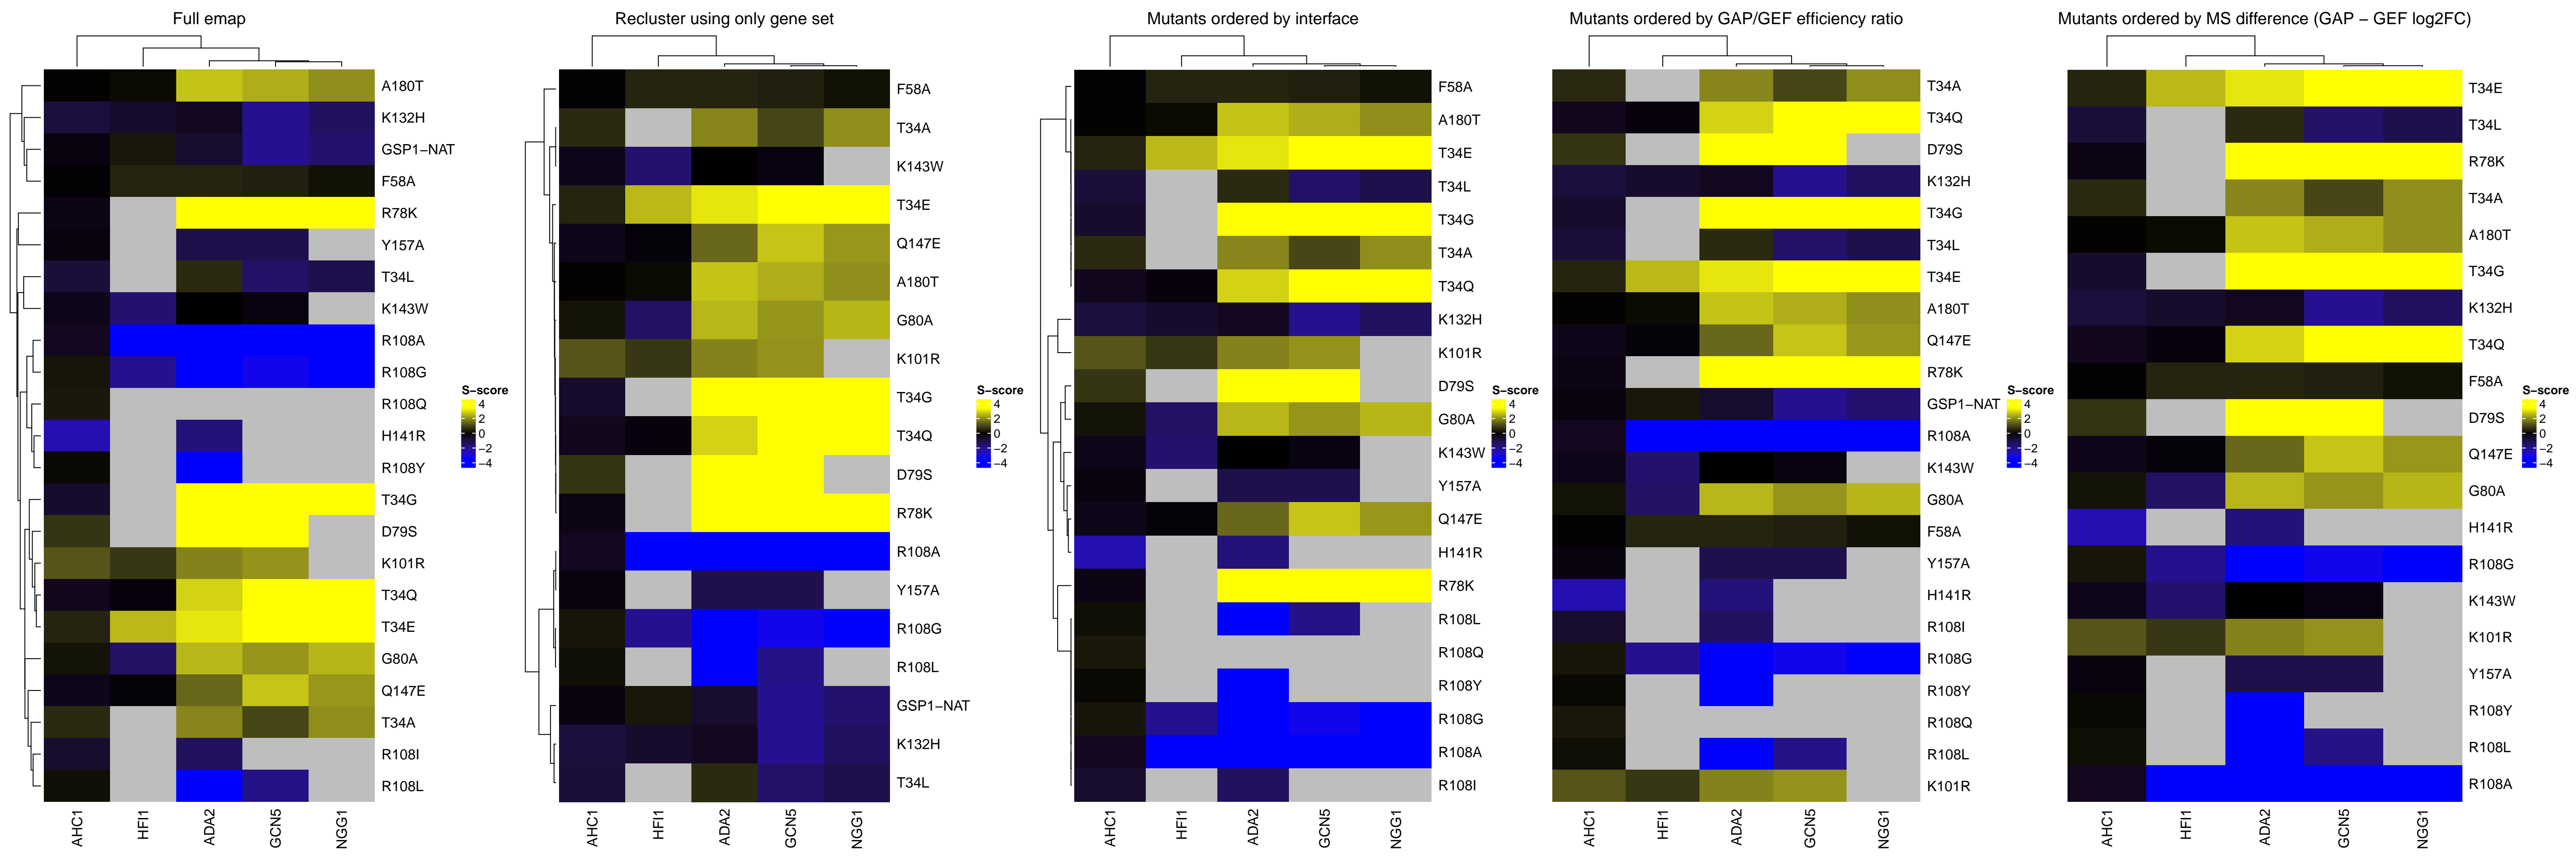 Full emap
A180T
K132H
GSP1−NAT
F58A
R78K
Y157A
T34L
K143W
R108A
R108G
R108Q
H141R
R108Y
T34G
D79S
K101R
T34Q
T34E
G80A
Q147E
T34A
R108I
R108L
AHC1
HFI1
ADA2
GCN5
NGG1
S−score
4
2
0
−2
−4
Recluster using only gene set
F58A
T34A
K143W
T34E
Q147E
A180T
G80A
K101R
T34G
T34Q
D79S
R78K
R108A
Y157A
R108G
R108L
GSP1−NAT
K132H
T34L
AHC1
HFI1
ADA2
GCN5
NGG1
S−score
4
2
0
−2
−4
Mutants ordered by interface
F58A
A180T
T34E
T34L
T34G
T34A
T34Q
K132H
K101R
D79S
G80A
K143W
Y157A
Q147E
H141R
R78K
R108L
R108Q
R108Y
R108G
R108A
R108I
AHC1
HFI1
ADA2
GCN5
NGG1
S−score
4
2
0
−2
−4
Mutants ordered by GAP/GEF efficiency ratio
T34A
T34Q
D79S
K132H
T34G
T34L
T34E
A180T
Q147E
R78K
GSP1−NAT
R108A
K143W
G80A
F58A
Y157A
H141R
R108I
R108G
R108Y
R108Q
R108L
K101R
AHC1
HFI1
ADA2
GCN5
NGG1
S−score
4
2
0
−2
−4
Mutants ordered by MS difference (GAP − GEF log2FC)
T34E
T34L
R78K
T34A
A180T
T34G
K132H
T34Q
F58A
D79S
Q147E
G80A
H141R
R108G
K143W
K101R
Y157A
R108Y
R108L
R108A
AHC1
HFI1
ADA2
GCN5
NGG1
S−score
4
2
0
−2
−4